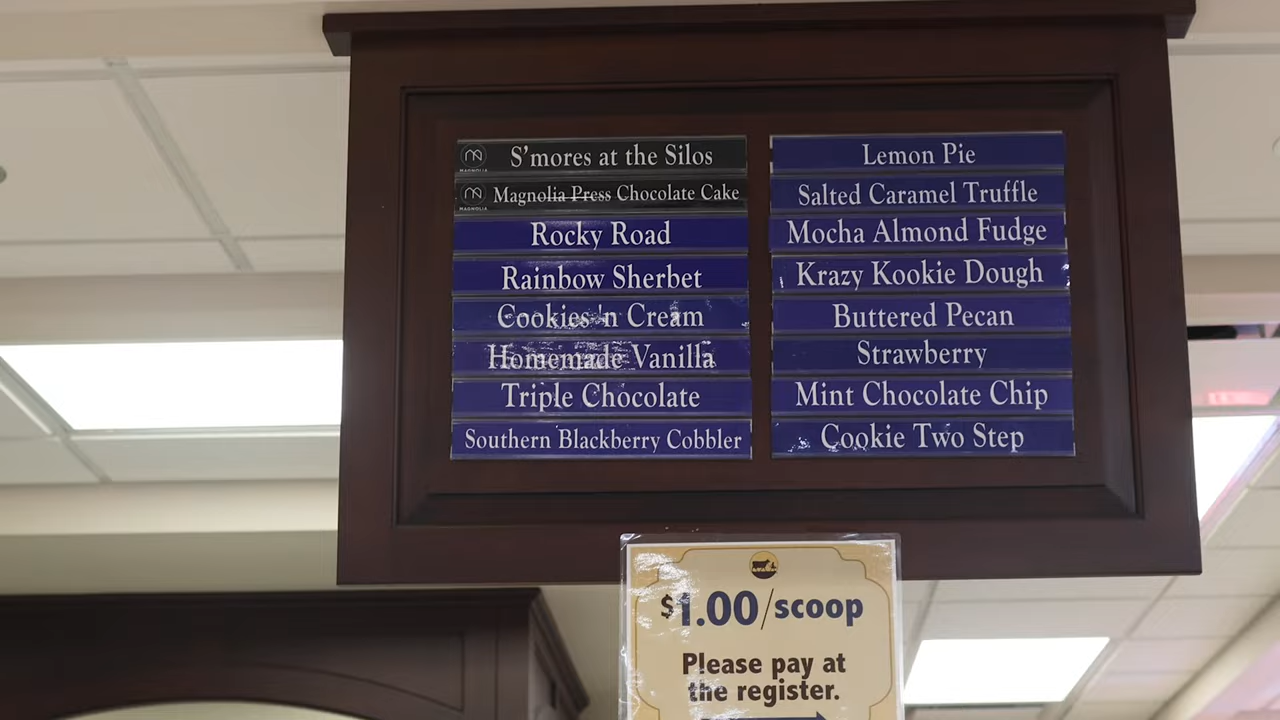 S'mores at the Silos
MAGNOLIA
Magnolia Press Chocolate Cake
MAGNOLIA
Rocky Road
Rainbow Sherbet
Cookies 'n Cream
Homemade Vanilla
Triple Chocolate
Southern Blackberry Cobbler
Lemon Pie
Salted Caramel Truffle
Mocha Almond Fudge
Krazy Kookie Dough
Buttered Pecan
Strawberry
Mint Chocolate Chip
Cookie Two Step
$1.00/scoop
Please pay at
the register.